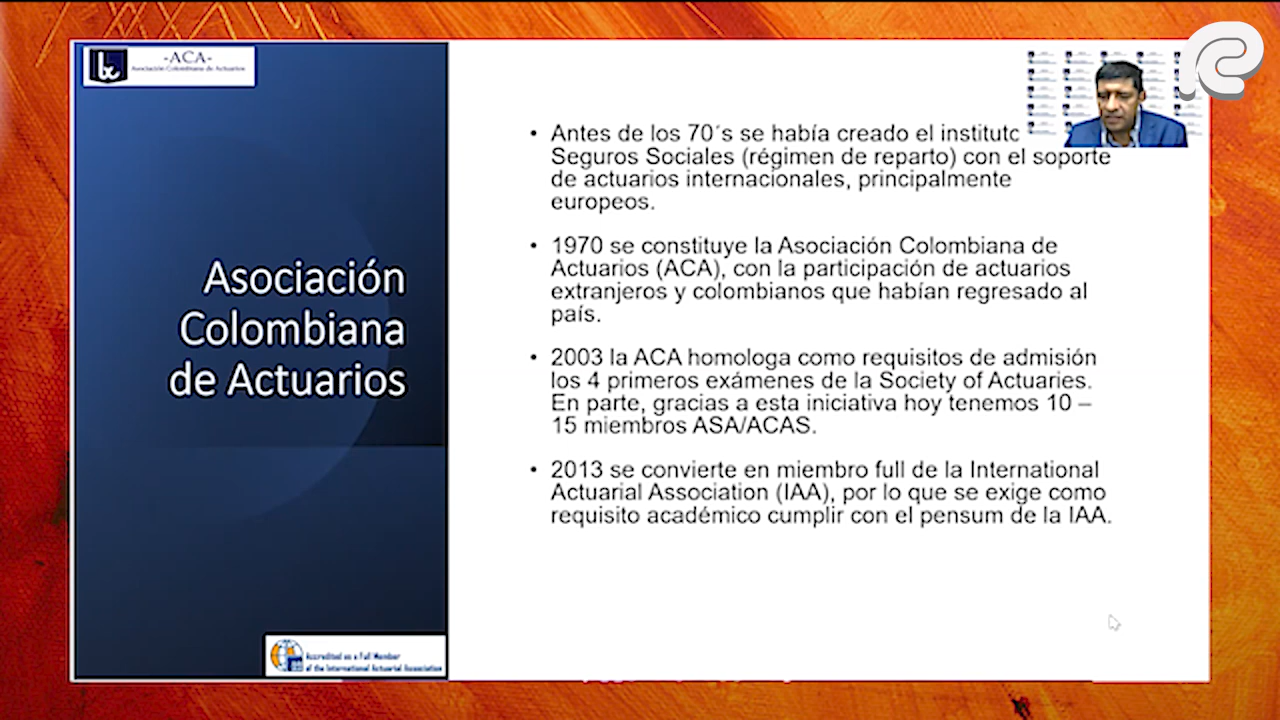 -ACA-
Asociación Colombiana de Actuarios
Asociación
Colombiana
de Actuarios
• Antes de los 70´s se había creado el instituto
Seguros Sociales (régimen de reparto) con el soporte
de actuarios internacionales, principalmente
europeos.
• 1970 se constituye la Asociación Colombiana de
Actuarios (ACA), con la participación de actuarios
extranjeros y colombianos que habían regresado al
país.
• 2003 la ACA homologa como requisitos de admisión
los 4 primeros exámenes de la Society of Actuaries.
En parte, gracias a esta iniciativa hoy tenemos 10 –
15 miembros ASA/ACAS.
• 2013 se convierte en miembro full de la International
Actuarial Association (IAA), por lo que se exige como
requisito académico cumplir con el pensum de la IAA.
Accredited as a Full Member
of the International Actuarial Association